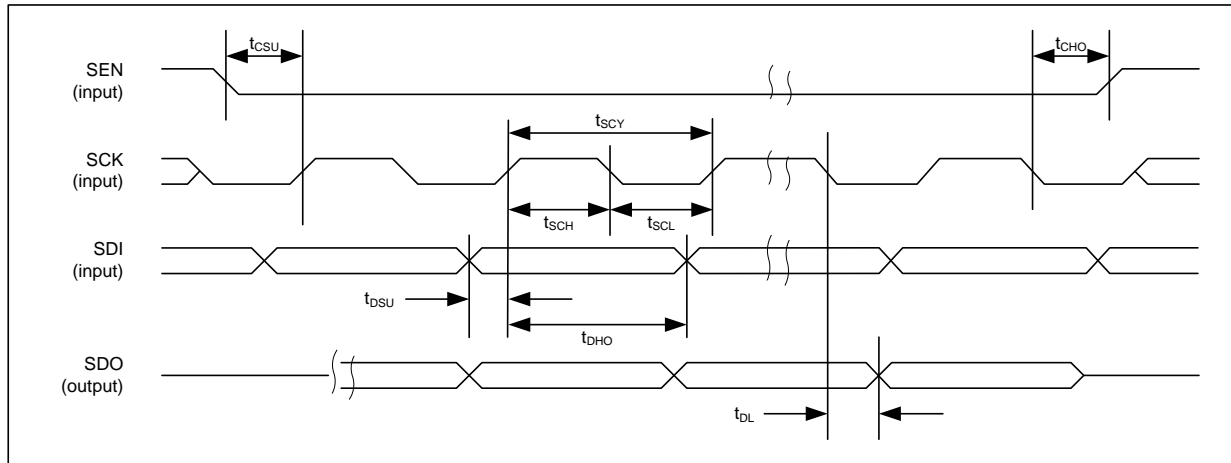 tCSU
tCHO
SEN
(input)
tSCY
SCK
(input)
tSCH
tSCL
SDI
(input)
tDSU
tDHO
SDO
(output)
tDL